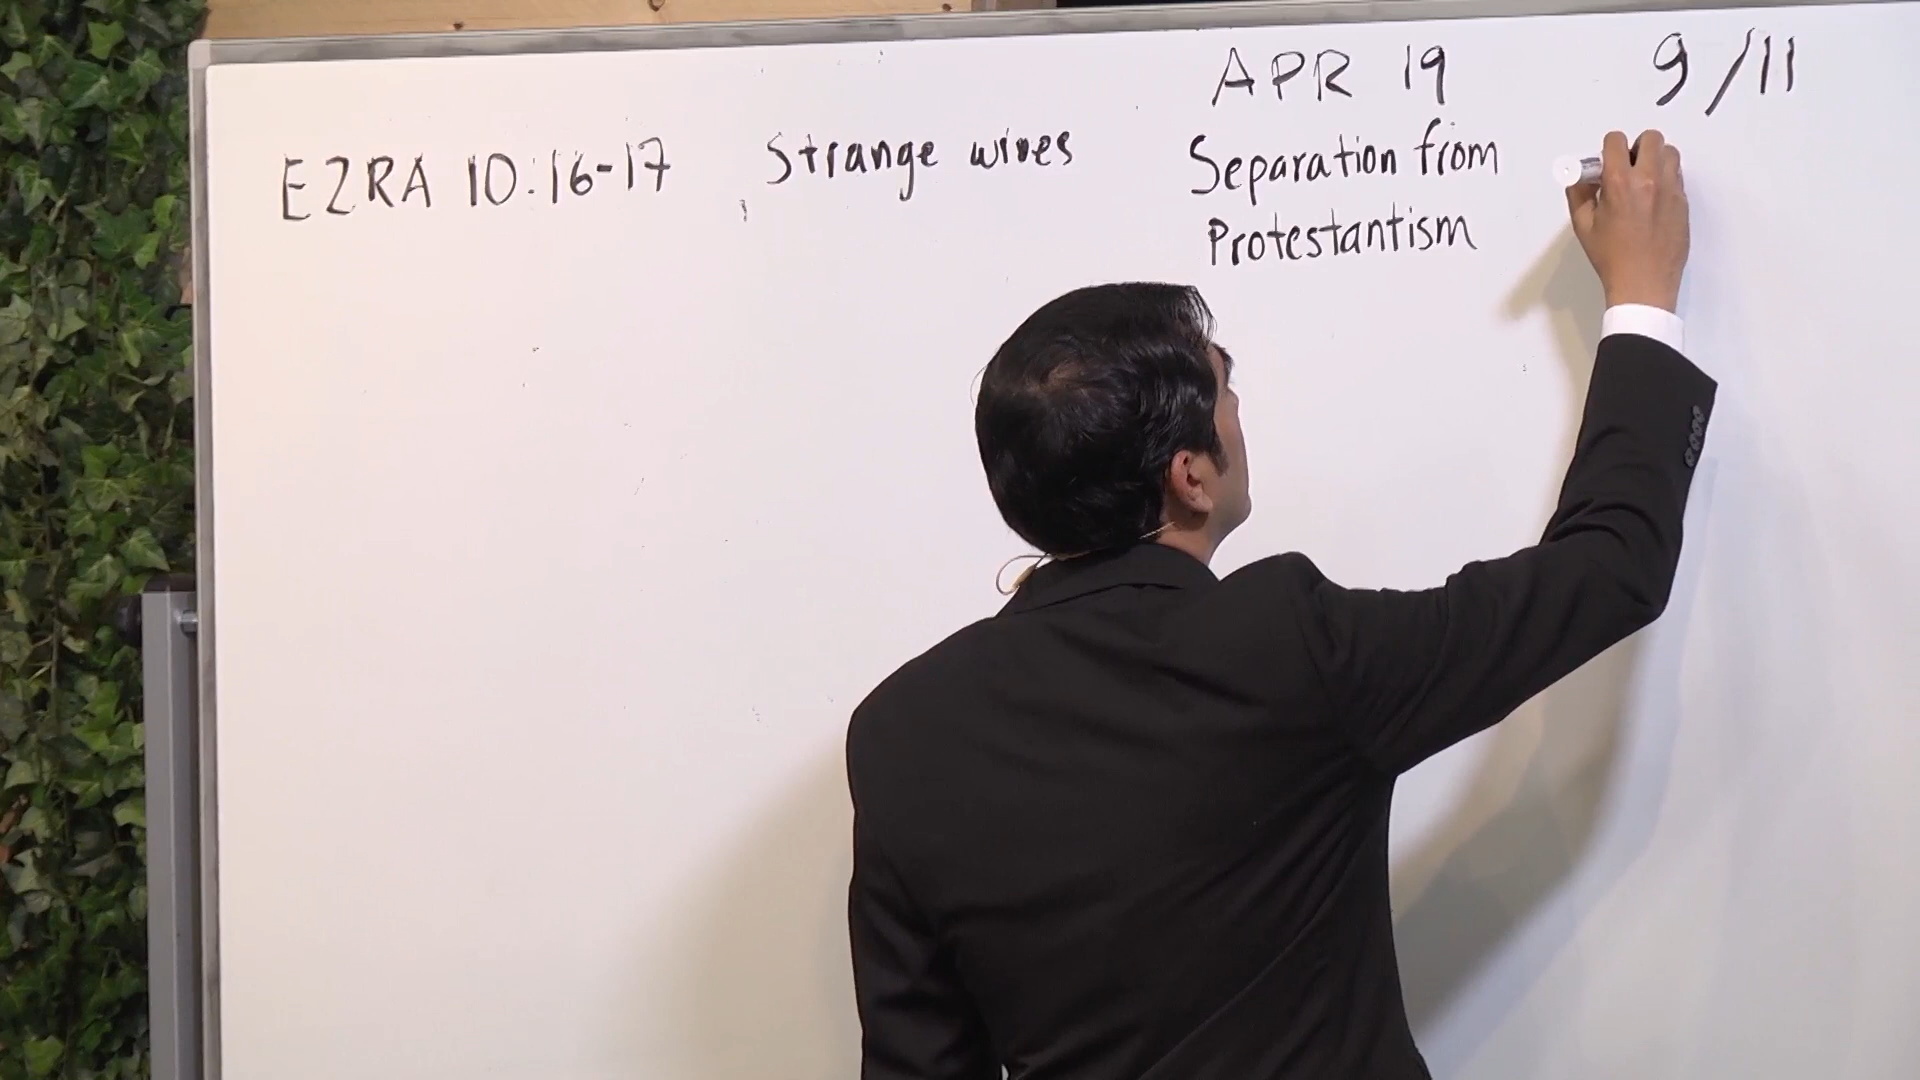 APR 19 9/11
EZRA 10:16-17 Strange wives Separation from
Protestantism